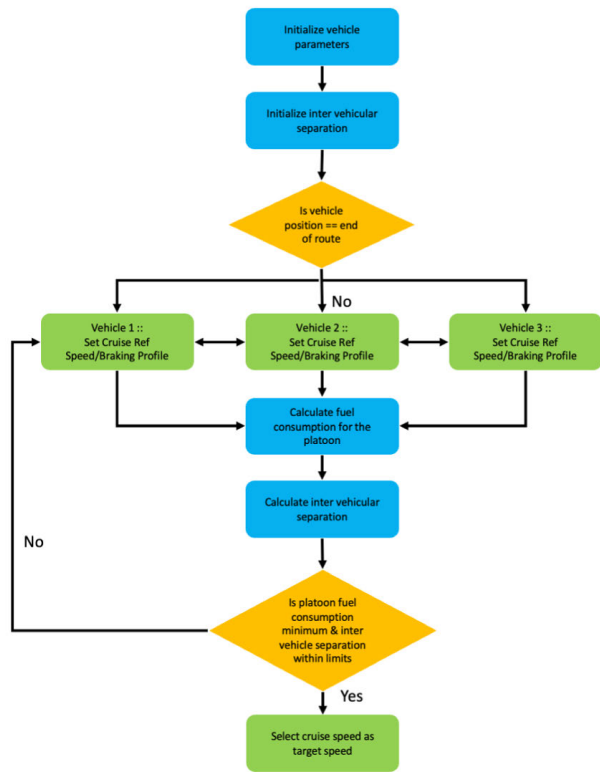 Initialize vehicle
parameters
Initialize inter vehicular
separation
Is vehicle
position == end
of route
No
Vehicle 1 ::
Set Cruise Ref
Speed/Braking Profile
Vehicle 2 ::
Set Cruise Ref
Speed/Braking Profile
Vehicle 3 ::
Set Cruise Ref
Speed/Braking Profile
Calculate fuel
consumption for the
platoon
Calculate inter vehicular
separation
No
Is platoon fuel
consumption
minimum & inter
vehicle separation
within limits
Yes
Select cruise speed as
target speed